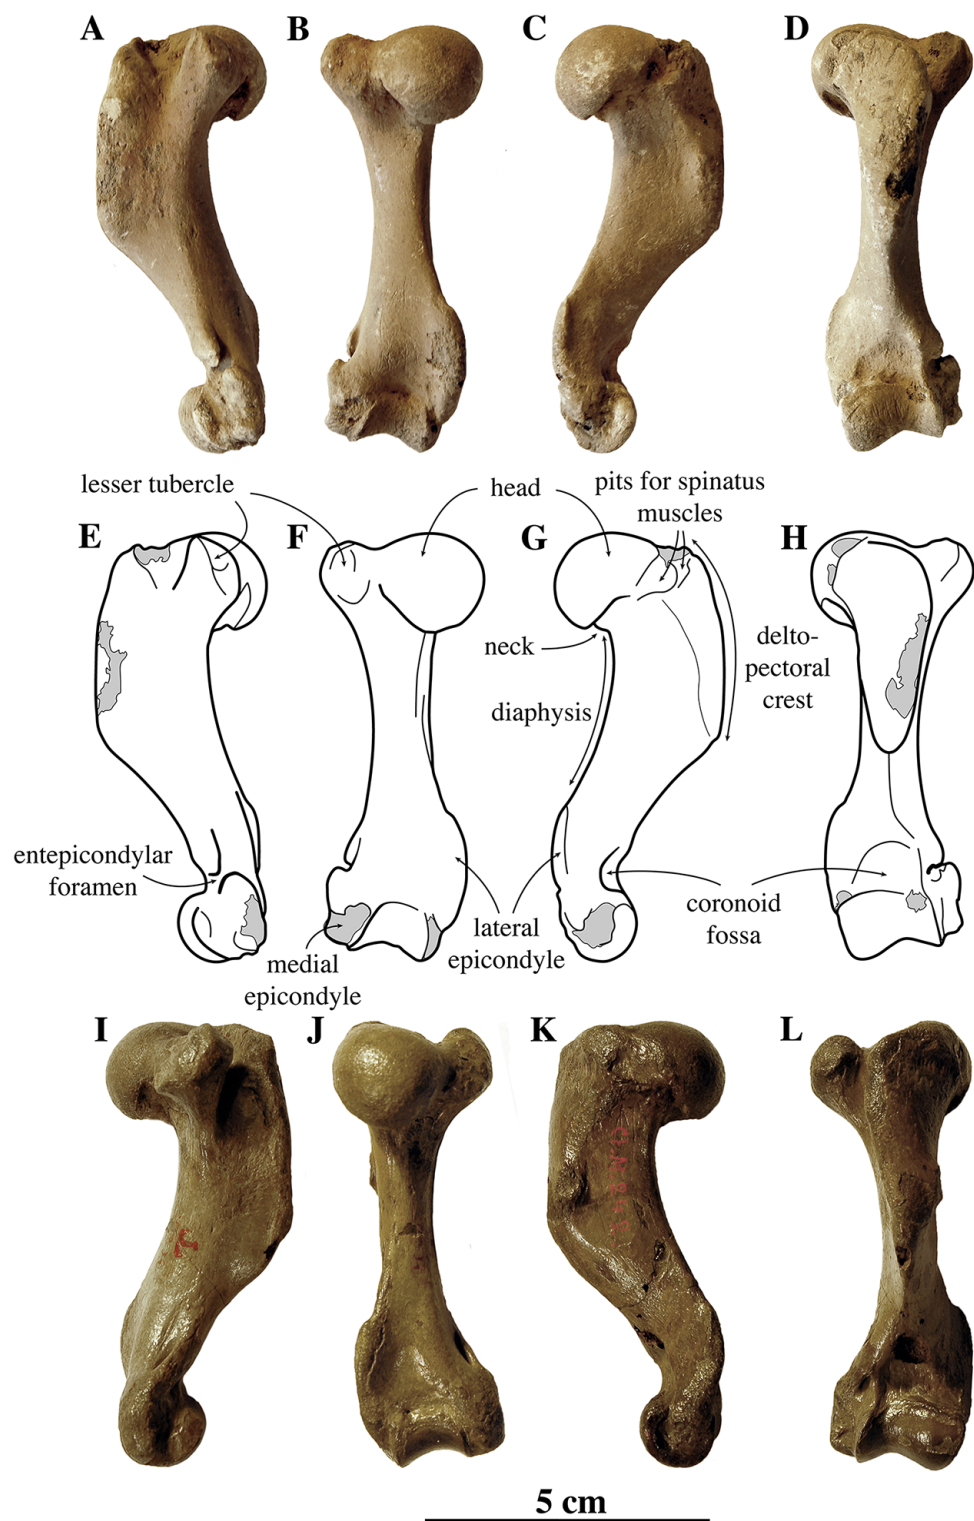 A B C D
lesser tubercle
head
pits for spinatus
muscles
E F G H
neck
delto-
pectoral
crest
diaphysis
entepicondylar
foramen
lateral
epicondyle
coronoid
fossa
medial
epicondyle
I J K L
5 cm